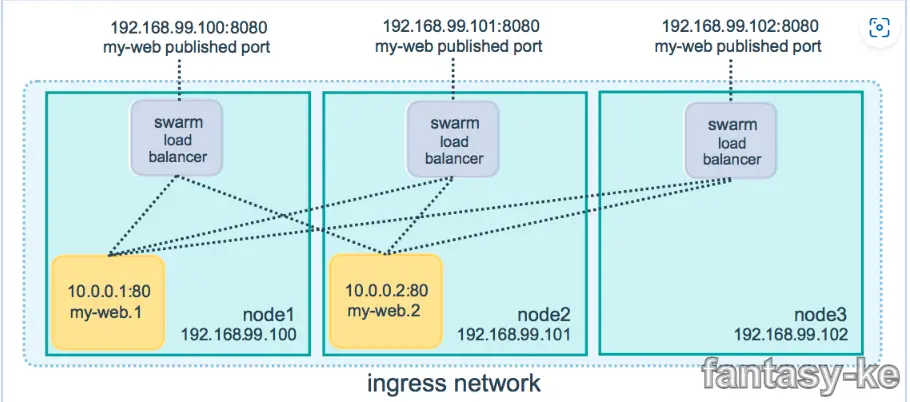 192.168.99.100:8080
my-web published port
192.168.99.101:8080
my-web published port
192.168.99.102:8080
my-web published port
swarm
load
balancer
swarm
load
balancer
swarm
load
balancer
10.0.0.1:80
my-web.1
node1
192.168.99.100
10.0.0.2:80
my-web.2
node2
192.168.99.101
node3
192.168.99.102
ingress network
fantasy-ke